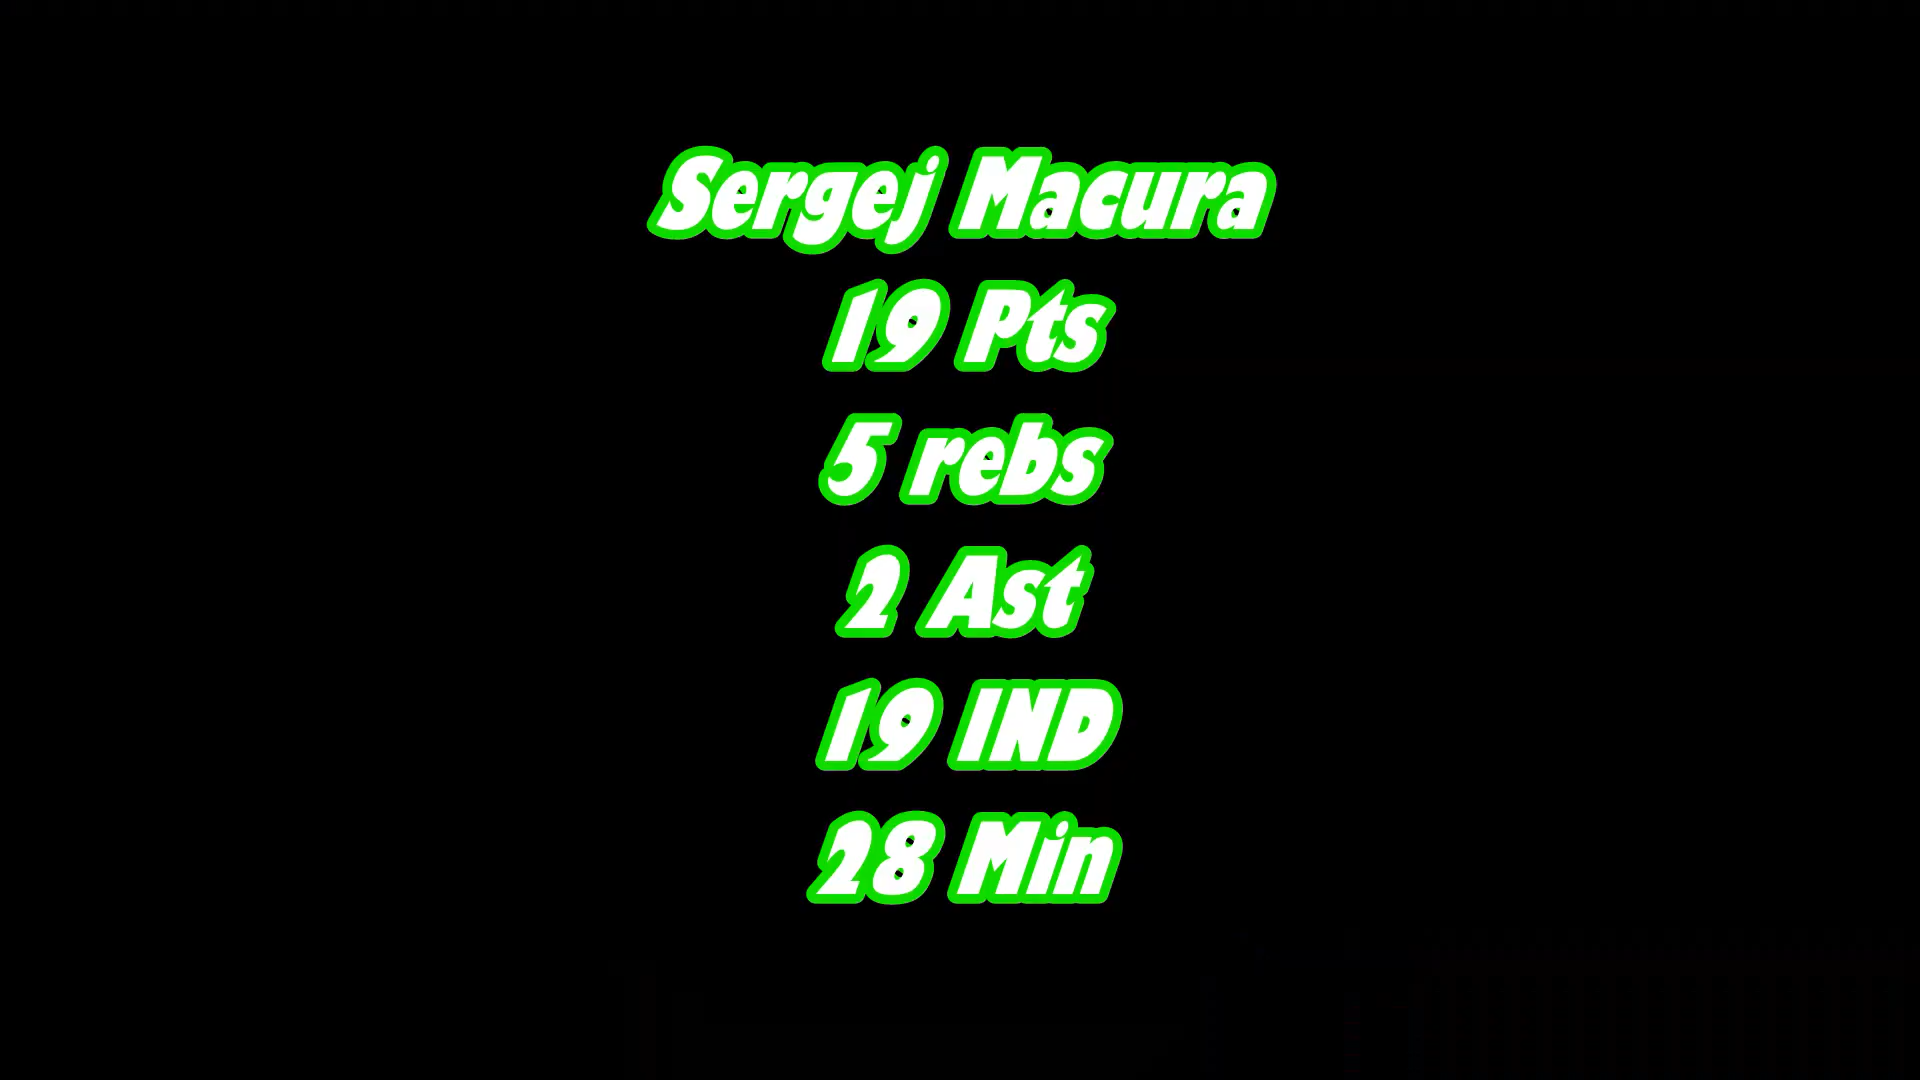 Sergej Macura
19 Pts
5 rebs
2 Ast
19 IND
28 Min